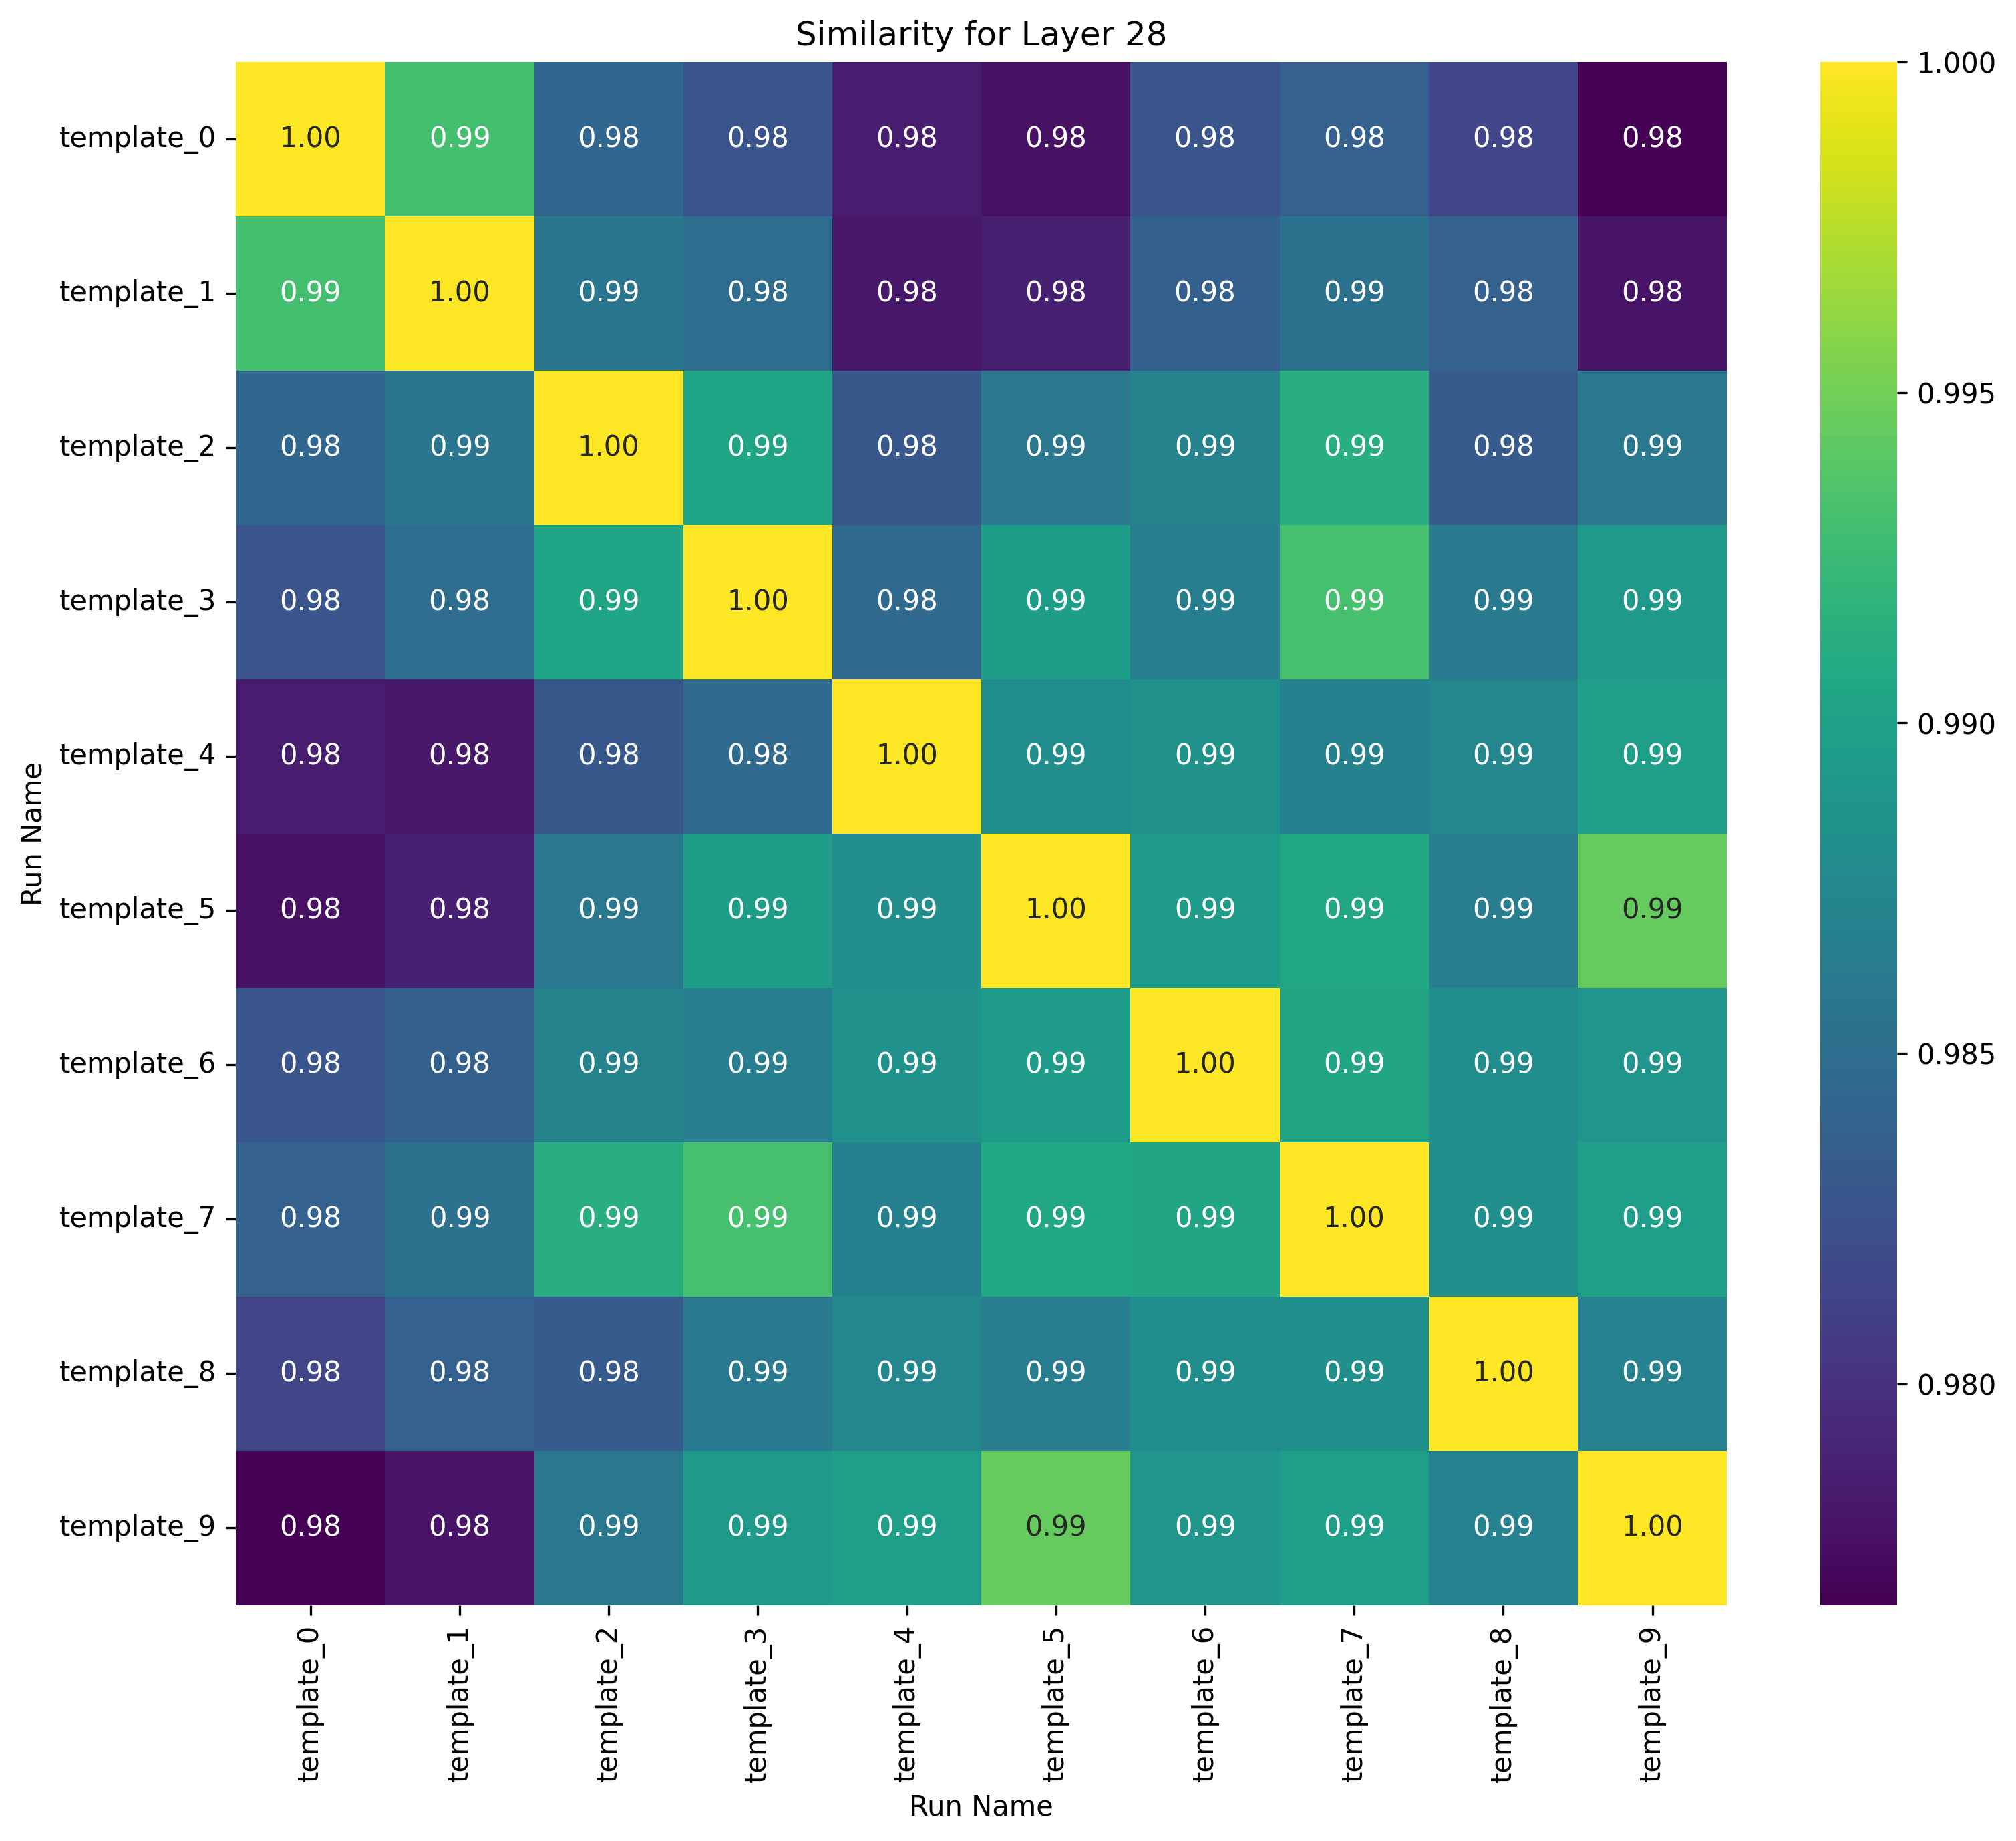 Similarity for Layer 28
template_0 1.00 0.99 0.98 0.98 0.98 0.98 0.98 0.98 0.98 0.98
template_1 0.99 1.00 0.99 0.98 0.98 0.98 0.98 0.99 0.98 0.98
template_2 0.98 0.99 1.00 0.99 0.98 0.99 0.99 0.99 0.98 0.99
template_3 0.98 0.98 0.99 1.00 0.98 0.99 0.99 0.99 0.99 0.99
template_4 0.98 0.98 0.98 0.98 1.00 0.99 0.99 0.99 0.99 0.99
template_5 0.98 0.98 0.99 0.99 0.99 1.00 0.99 0.99 0.99 0.99
template_6 0.98 0.98 0.99 0.99 0.99 0.99 1.00 0.99 0.99 0.99
template_7 0.98 0.99 0.99 0.99 0.99 0.99 0.99 1.00 0.99 0.99
template_8 0.98 0.98 0.98 0.99 0.99 0.99 0.99 0.99 1.00 0.99
template_9 0.98 0.98 0.99 0.99 0.99 0.99 0.99 0.99 0.99 1.00
template_0 template_1 template_2 template_3 template_4 template_5 template_6 template_7 template_8 template_9
Run Name
Run Name
1.000
0.995
0.990
0.985
0.980